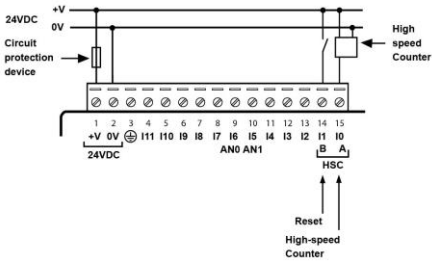 24VDC
+V
0V
Circuit
protection
device
High
speed
Counter
1 2 3 4 5 6 7 8 9 10 11 12 13 14 15
+V 0V I11 I10 I9 I8 I7 I6 I5 I4 I3 I2 I1 I0
24VDC
AN0 AN1
B A
HSC
Reset
High-speed
Counter